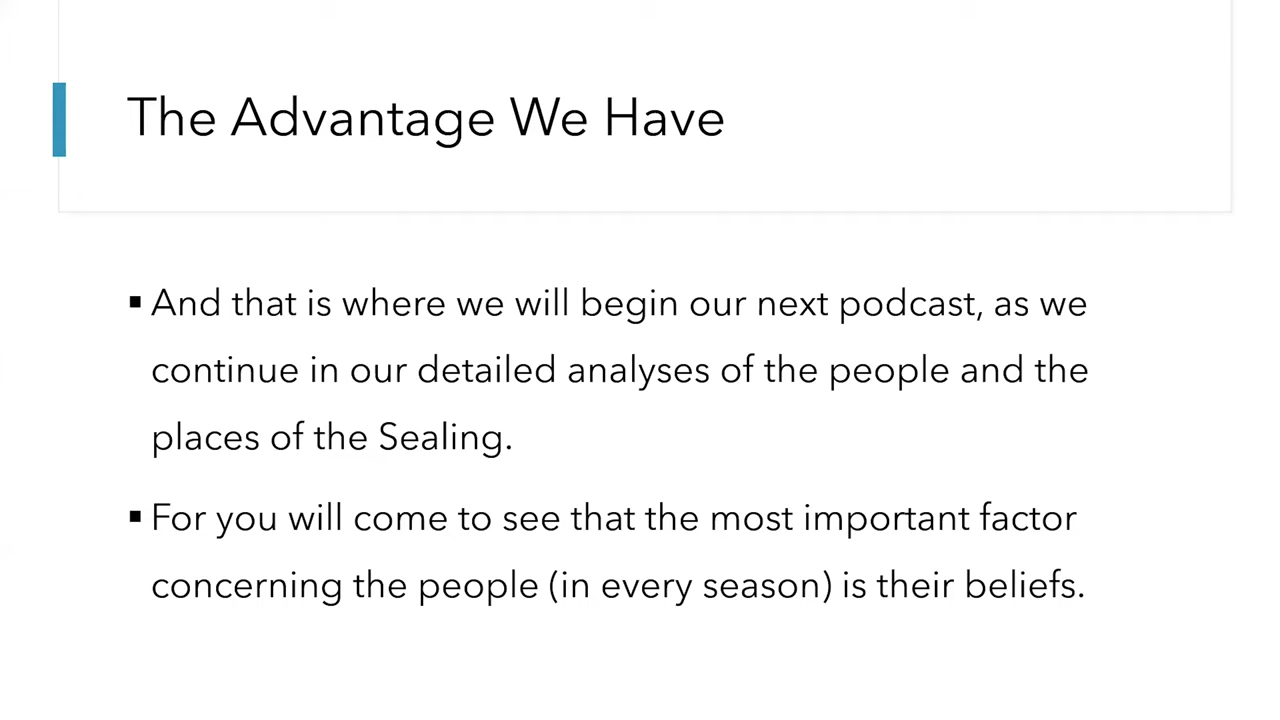 The Advantage We Have
▪ And that is where we will begin our next podcast, as we
continue in our detailed analyses of the people and the
places of the Sealing.
▪ For you will come to see that the most important factor
concerning the people (in every season) is their beliefs.